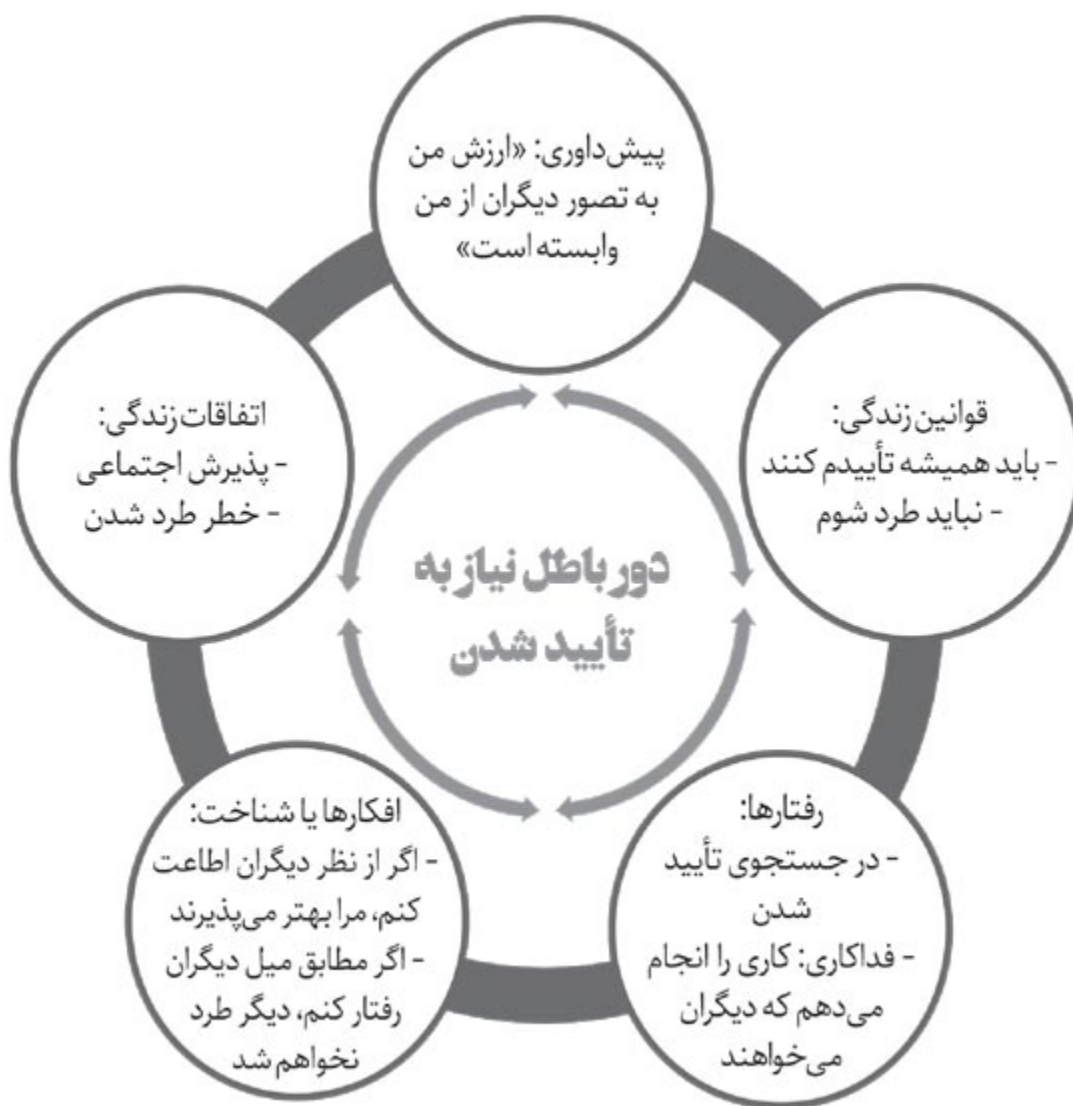 پیش‌داوری: «ارزش من
به تصور دیگران از من
وابسته است»
قوانین زندگی:
- باید همیشه تأییدم کنند
- نباید طرد شوم
رفتارها:
- در جستجوی تأیید
شدن
- فداکاری: کاری را انجام
می‌دهم که دیگران
می‌خواهند
افکارها یا شناخت:
- اگر از نظر دیگران اطاعت
کنم، مرا بهتر می‌پذیرند
- اگر مطابق میل دیگران
رفتار کنم، دیگر طرد
نخواهم شد
اتفاقات زندگی:
- پذیرش اجتماعی
- خطر طرد شدن
دور باطل نیاز به
تأیید شدن